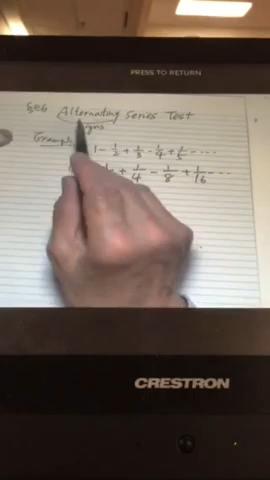 PRESS TO RETURN
§8.6 Alternating Series Test
signs
1 - 1/2 + 1/3 - 1/4 + 1/5 - ....
+ 1/4 - 1/8 + 1/16 - ...
CRESTRON